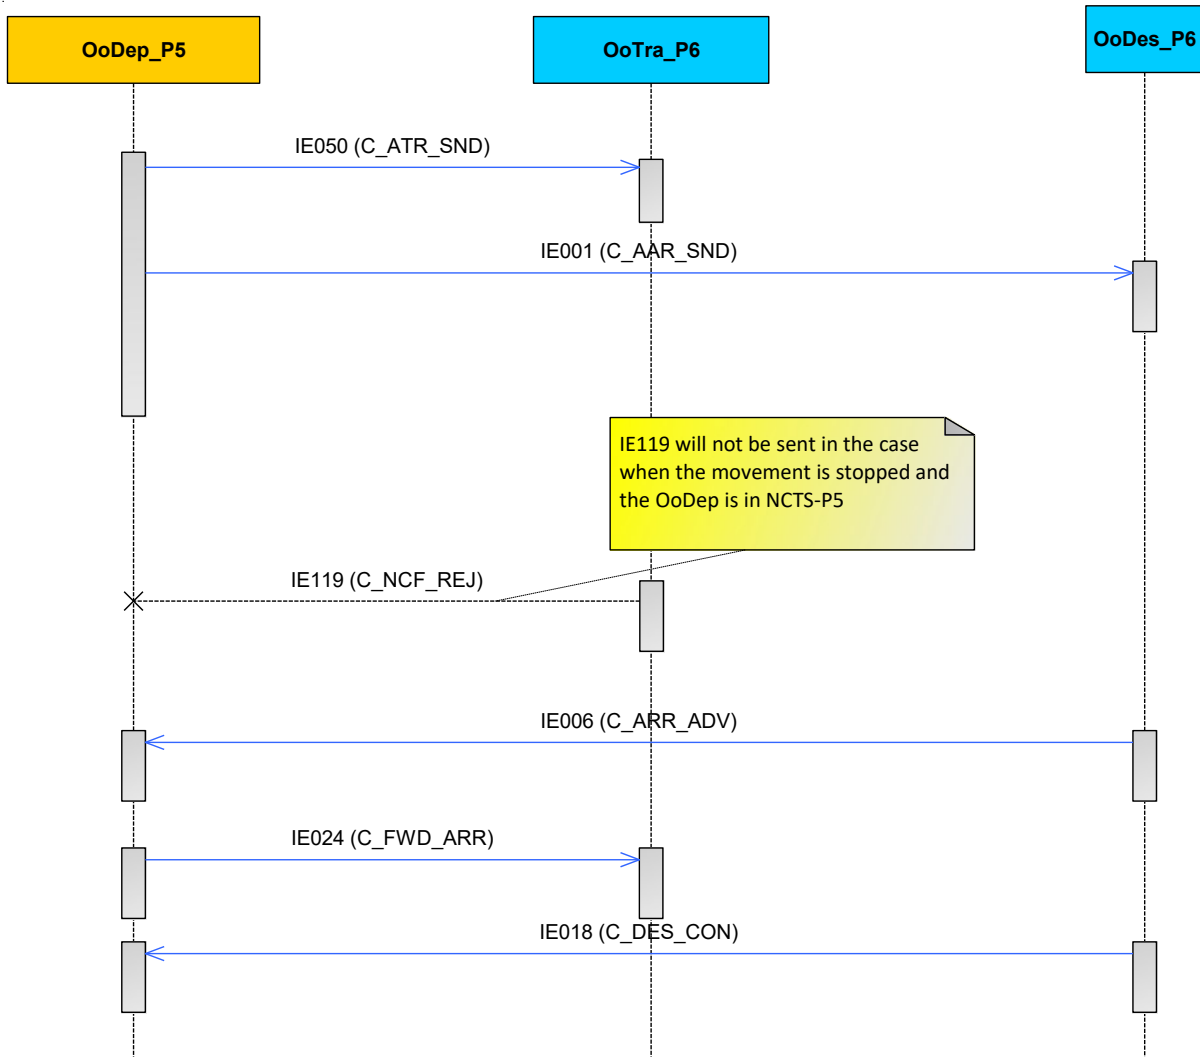 OoDep_P5
OoTra_P6
OoDes_P6
IE050 (C_ATR_SND)
IE001 (C_AAR_SND)
IE119 will not be sent in the case
when the movement is stopped and
the OoDep is in NCTS-P5
IE119 (C_NCF_REJ)
IE006 (C_ARR_ADV)
IE024 (C_FWD_ARR)
IE018 (C_DES_CON)